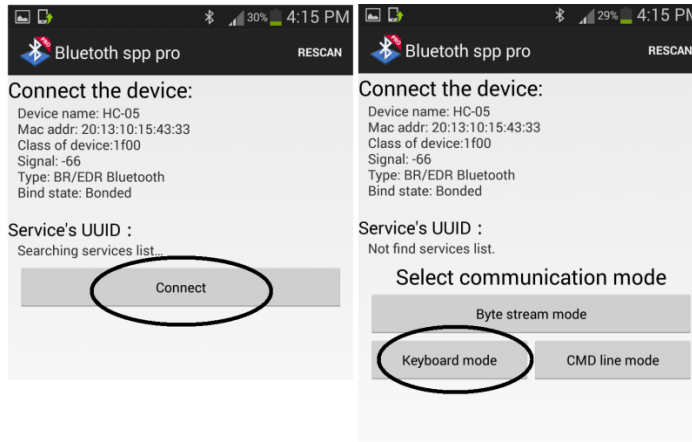 30% 4:15 PM
Bluetoth spp pro RESCAN
Connect the device:
Device name: HC-05
Mac addr: 20:13:10:15:43:33
Class of device:1f00
Signal: -66
Type: BR/EDR Bluetooth
Bind state: Bonded
Service's UUID :
Searching services list...
Connect
29% 4:15 PM
Bluetoth spp pro RESCAN
Connect the device:
Device name: HC-05
Mac addr: 20:13:10:15:43:33
Class of device:1f00
Signal: -66
Type: BR/EDR Bluetooth
Bind state: Bonded
Service's UUID :
Not find services list.
Select communication mode
Byte stream mode
Keyboard mode CMD line mode